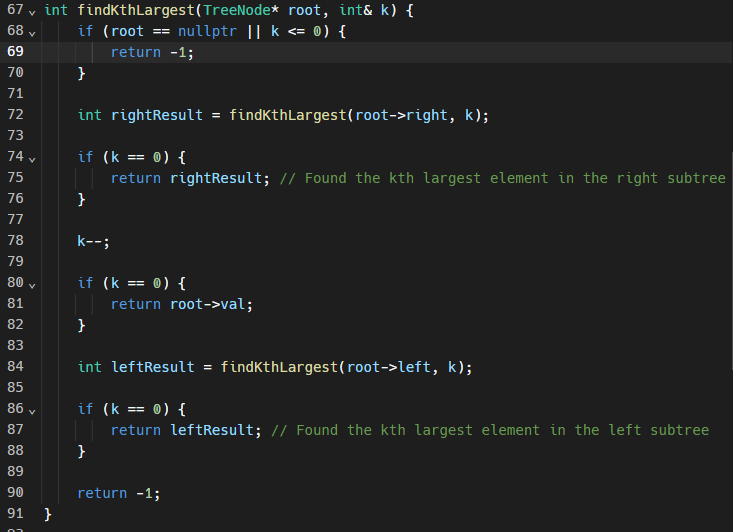 67 int findKthLargest(TreeNode* root, int& k) {
68 if (root == nullptr || k <= 0) {
69 return -1;
70 }
71
72 int rightResult = findKthLargest(root->right, k);
73
74 if (k == 0) {
75 return rightResult; // Found the kth largest element in the right subtree
76 }
77
78 k--;
79
80 if (k == 0) {
81 return root->val;
82 }
83
84 int leftResult = findKthLargest(root->left, k);
85
86 if (k == 0) {
87 return leftResult; // Found the kth largest element in the left subtree
88 }
89
90 return -1;
91 }